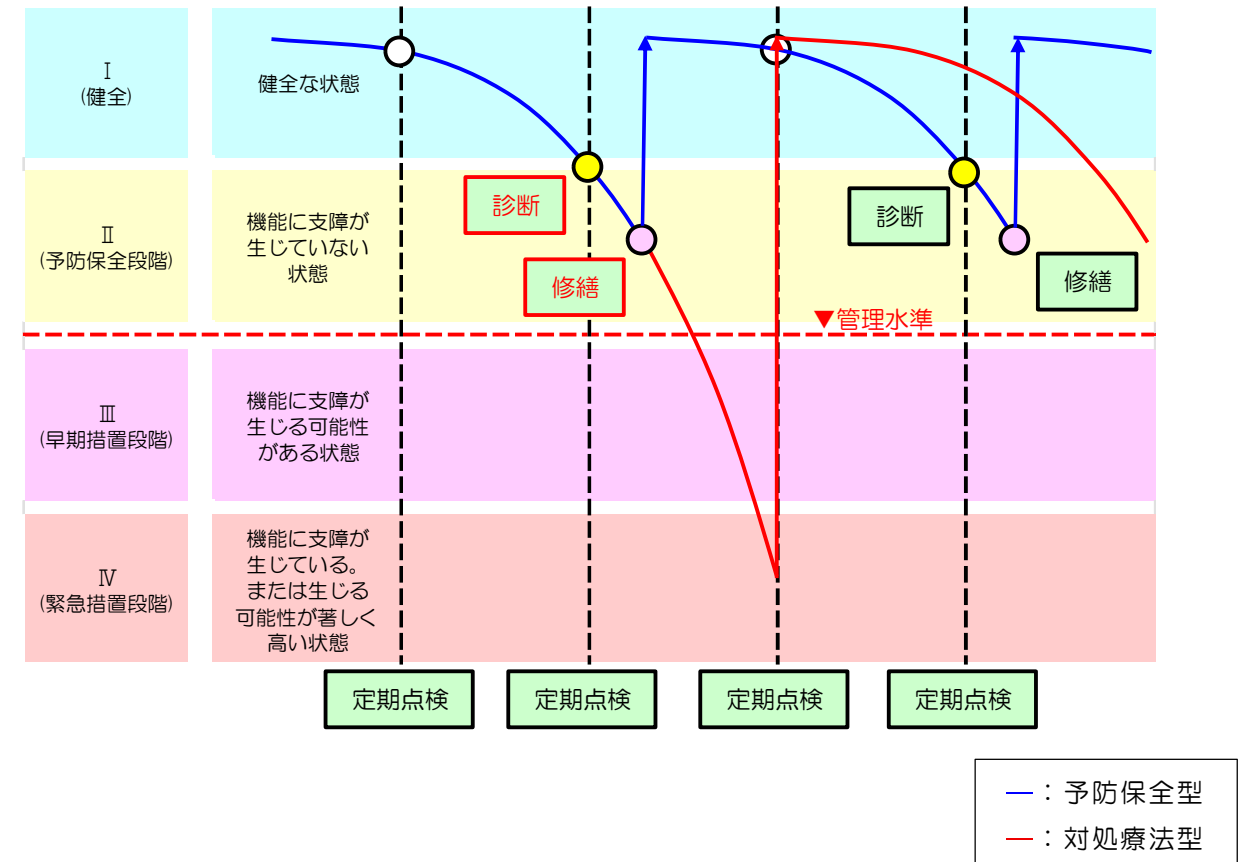 Ⅰ
(健全)
健全な状態
診断
修繕
Ⅱ
(予防保全段階)
機能に支障が
生じていない
状態
診断
修繕
▼管理水準
Ⅲ
(早期措置段階)
機能に支障が
生じる可能性
がある状態
Ⅳ
(緊急措置段階)
機能に支障が
生じている。
または生じる
可能性が著しく
高い状態
定期点検
定期点検
定期点検
定期点検
―：予防保全型
―：対処療法型